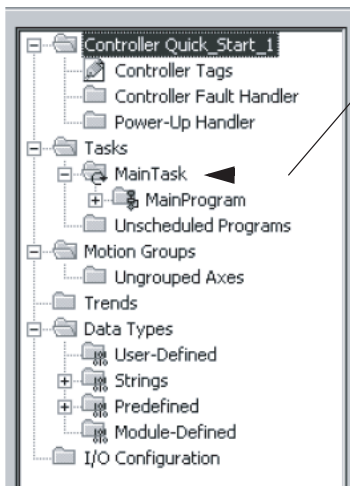 Controller Quick_Start_1
Controller Tags
Controller Fault Handler
Power-Up Handler
Tasks
MainTask
MainProgram
Unscheduled Programs
Motion Groups
Ungrouped Axes
Trends
Data Types
User-Defined
Strings
Predefined
Module-Defined
I/O Configuration